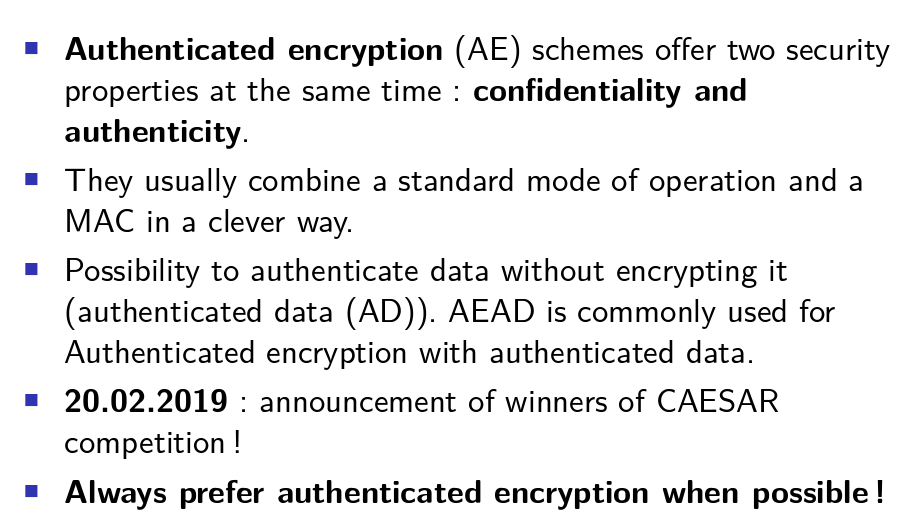 Authenticated encryption (AE) schemes offer two security
properties at the same time : confidentiality and
authenticity.
They usually combine a standard mode of operation and a
MAC in a clever way.
Possibility to authenticate data without encrypting it
(authenticated data (AD)). AEAD is commonly used for
Authenticated encryption with authenticated data.
20.02.2019 : announcement of winners of CAESAR
competition !
Always prefer authenticated encryption when possible !